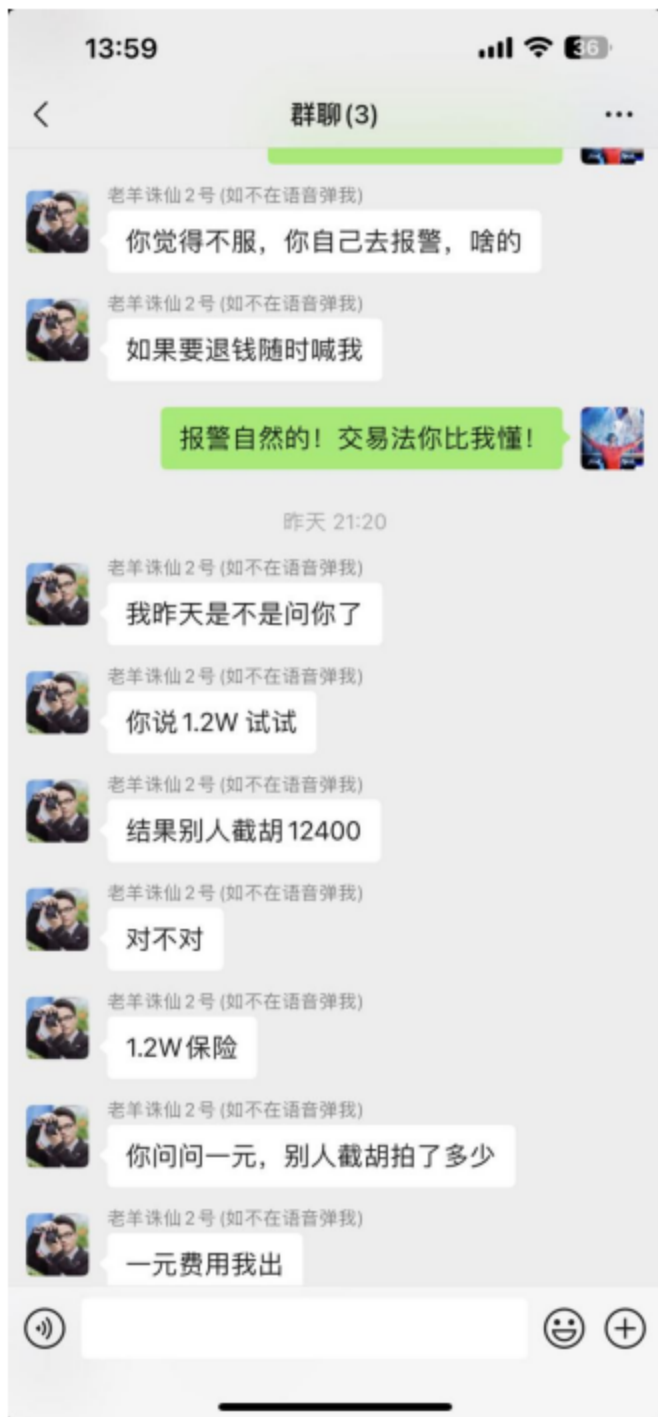 13:59
36
群聊(3)
老羊诛仙2号(如不在语音弹我)
你觉得不服，你自己去报警，啥的
老羊诛仙2号(如不在语音弹我)
如果要退钱随时喊我
报警自然的！交易法你比我懂！
昨天 21:20
老羊诛仙2号(如不在语音弹我)
我昨天是不是问你了
老羊诛仙2号(如不在语音弹我)
你说1.2W 试试
老羊诛仙2号(如不在语音弹我)
结果别人截胡12400
老羊诛仙2号(如不在语音弹我)
对不对
老羊诛仙2号(如不在语音弹我)
1.2W保险
老羊诛仙2号(如不在语音弹我)
你问问一元，别人截胡拍了多少
老羊诛仙2号(如不在语音弹我)
一元费用我出